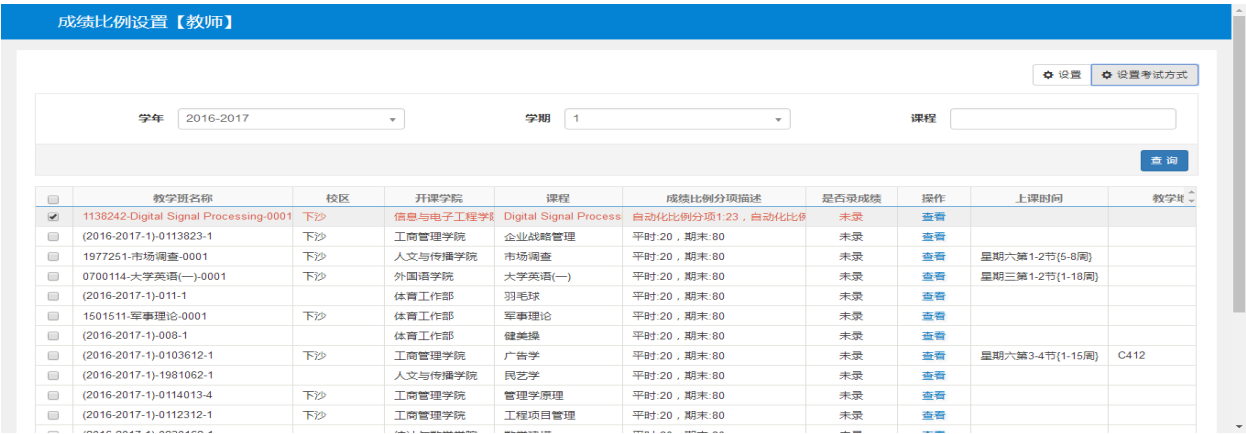 成绩比例设置【教师】
设置 设置考试方式
学年 2016-2017 学期 1 课程
查 询
教学班名称 校区 开课学院 课程 成绩比例分项描述 是否录成绩 操作 上课时间 教学地
1138242-Digital Signal Processing-0001 下沙 信息与电子工程学院 Digital Signal Process 自动化比例分项1:23，自动化比例 未录 查看
(2016-2017-1)-0113823-1 下沙 工商管理学院 企业战略管理 平时:20，期末:80 未录 查看
1977251-市场调查-0001 下沙 人文与传播学院 市场调查 平时:20，期末:80 未录 查看 星期六第1-2节{5-8周}
0700114-大学英语(一)-0001 下沙 外国语学院 大学英语(一) 平时:20，期末:80 未录 查看 星期三第1-2节{1-18周}
(2016-2017-1)-011-1 体育工作部 羽毛球 平时:20，期末:80 未录 查看
1501511-军事理论-0001 下沙 体育工作部 军事理论 平时:20，期末:80 未录 查看
(2016-2017-1)-008-1 体育工作部 健美操 平时:20，期末:80 未录 查看
(2016-2017-1)-0103612-1 下沙 工商管理学院 广告学 平时:20，期末:80 未录 查看 星期六第3-4节{1-15周} C412
(2016-2017-1)-1981062-1 人文与传播学院 民艺学 平时:20，期末:80 未录 查看
(2016-2017-1)-0114013-4 下沙 工商管理学院 管理学原理 平时:20，期末:80 未录 查看
(2016-2017-1)-0112312-1 下沙 工商管理学院 工程项目管理 平时:20，期末:80 未录 查看